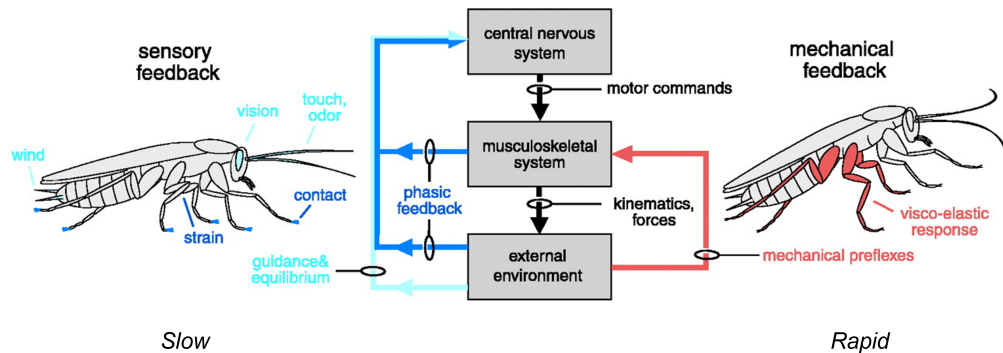 sensory
feedback
vision
touch,
odor
wind
contact
strain
central nervous
system
motor commands
musculoskeletal
system
phasic
feedback
kinematics,
forces
guidance&
equilibrium
external
environment
mechanical
feedback
visco-elastic
response
mechanical preflexes
Slow
Rapid